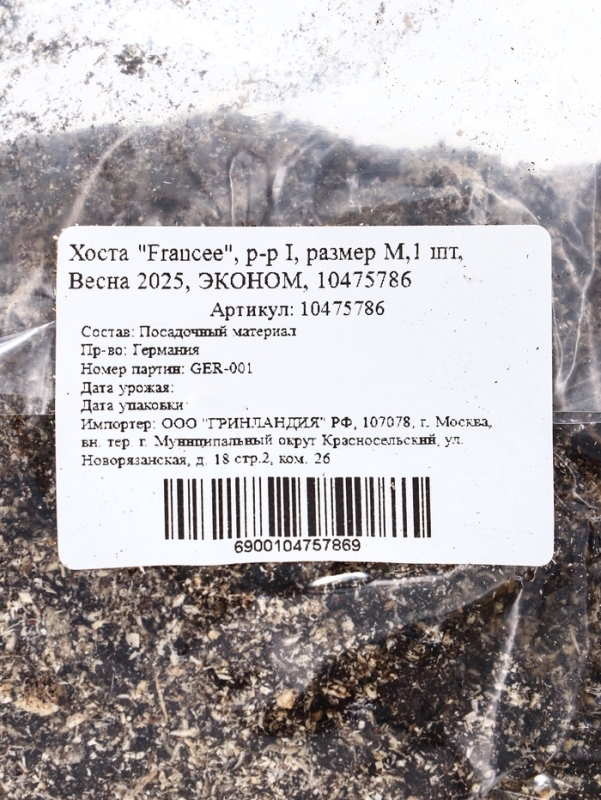 Хоста "Francee", р-р I, размер М,1 шт,
Весна 2025, ЭКОНОМ, 10475786
Артикул: 10475786
Состав: Посадочный материал
Пр-во: Германия
Номер партии: GER-001
Дата урожая:
Дата упаковки:
Импортер: ООО "ГРИНЛАНДИЯ" РФ, 107078, г. Москва,
вн. тер. г. Муниципальный округ Красносельский, ул.
Новорязанская, д. 18 стр.2, ком. 26
6900104757869